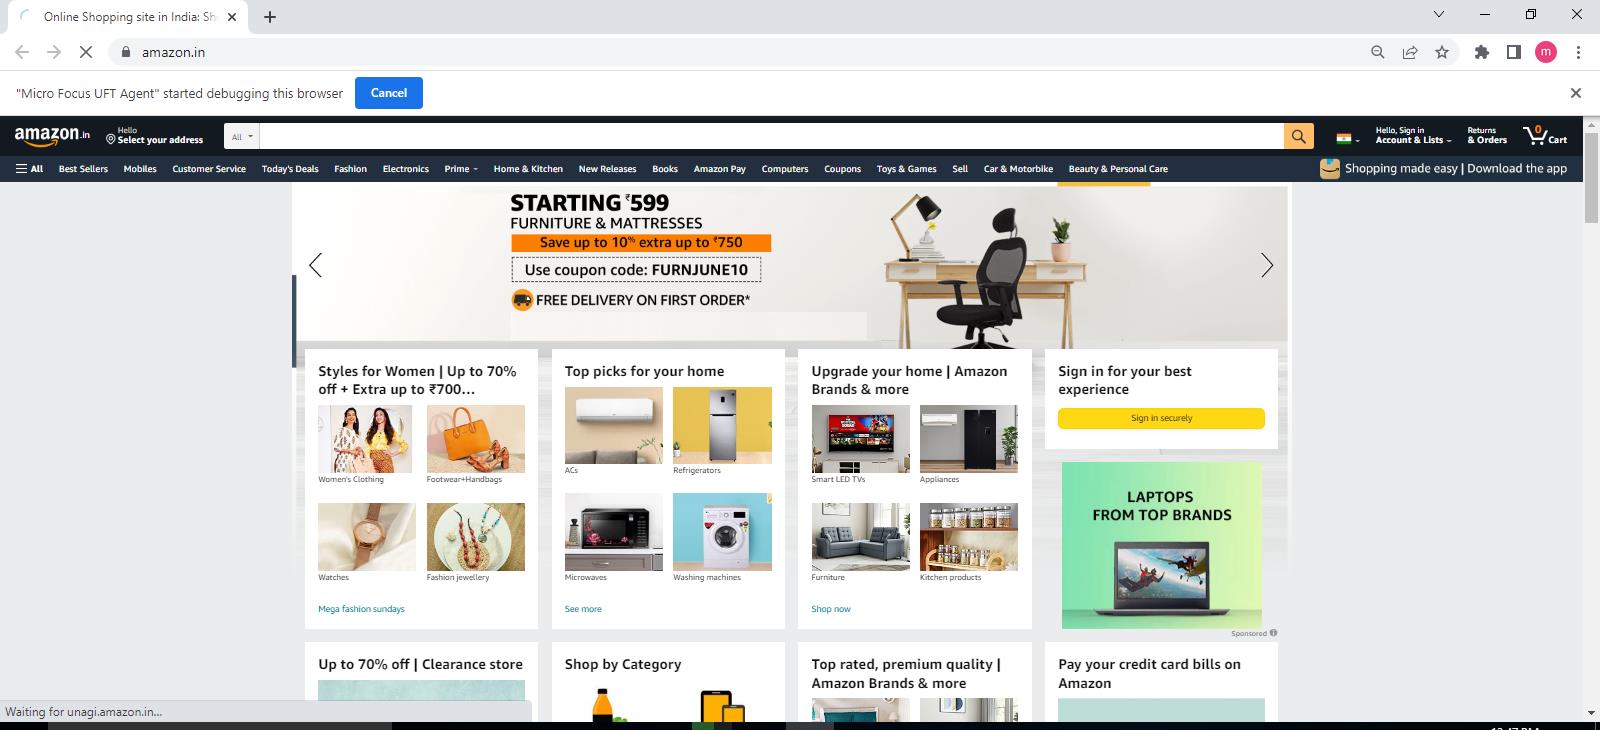 Online Shopping site in India: Sh
amazon.in
m
"Micro Focus UFT Agent" started debugging this browser
Cancel
amazon.in
Hello
Select your address
All
Hello, Sign in
Account & Lists
Returns
& Orders
0
Cart
All
Best Sellers
Mobiles
Customer Service
Today's Deals
Fashion
Electronics
Prime
Home & Kitchen
New Releases
Books
Amazon Pay
Computers
Coupons
Toys & Games
Sell
Car & Motorbike
Beauty & Personal Care
Shopping made easy | Download the app
STARTING ₹599
FURNITURE & MATTRESSES
Save up to 10% extra up to ₹750
Use coupon code: FURNJUNE10
FREE DELIVERY ON FIRST ORDER*
Styles for Women | Up to 70%
off + Extra up to ₹700...
Women's Clothing
Footwear+Handbags
Watches
Fashion jewellery
Mega fashion sundays
Top picks for your home
ACs
Refrigerators
Microwaves
Washing machines
See more
Upgrade your home | Amazon
Brands & more
Smart LED TVs
Appliances
Furniture
Kitchen products
Shop now
Sign in for your best
experience
Sign in securely
LAPTOPS
FROM TOP BRANDS
Sponsored
Up to 70% off | Clearance store
Shop by Category
Top rated, premium quality |
Amazon Brands & more
Pay your credit card bills on
Amazon
Waiting for unagi.amazon.in...